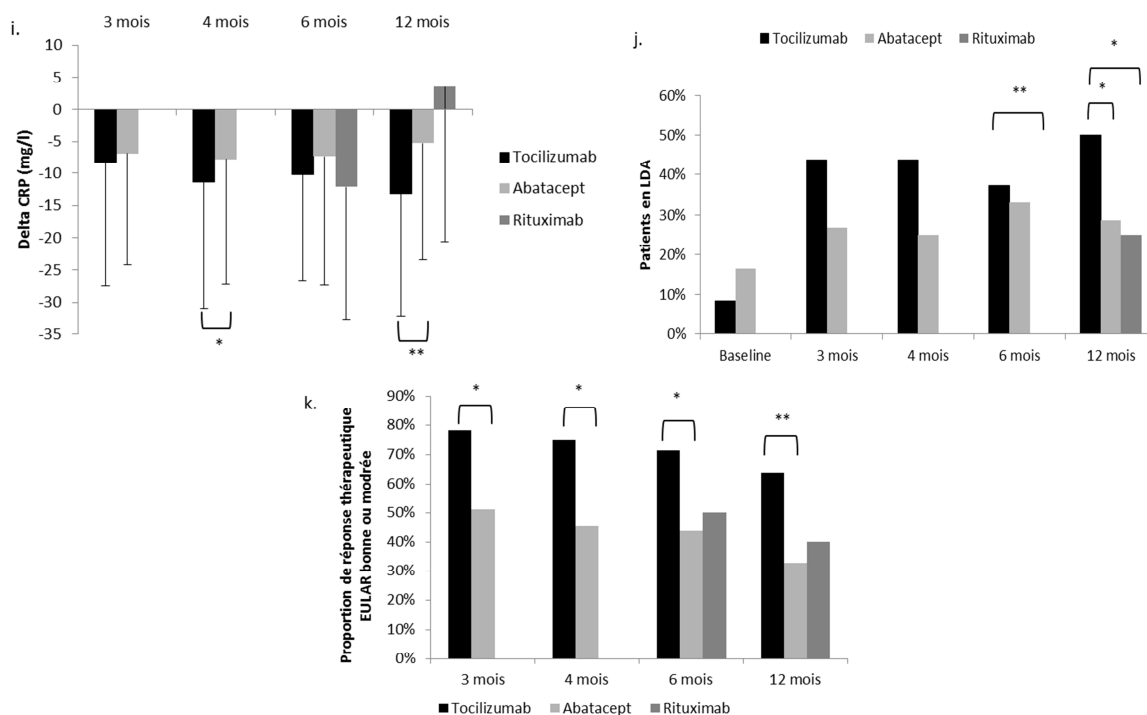 i.
3 mois 4 mois 6 mois 12 mois
10
5
0
-5
-10
-15
-20
-25
-30
-35
Delta CRP (mg/l)
Tocilizumab
Abatacept
Rituximab
*
**
j.
Tocilizumab Abatacept Rituximab
60%
50%
40%
30%
20%
10%
0%
Patients en LDA
**
*
*
Baseline 3 mois 4 mois 6 mois 12 mois
k.
90%
80%
70%
60%
50%
40%
30%
20%
10%
0%
Proportion de réponse thérapeutique
EULAR bonne ou modrée
*
*
*
**
3 mois 4 mois 6 mois 12 mois
Tocilizumab Abatacept Rituximab